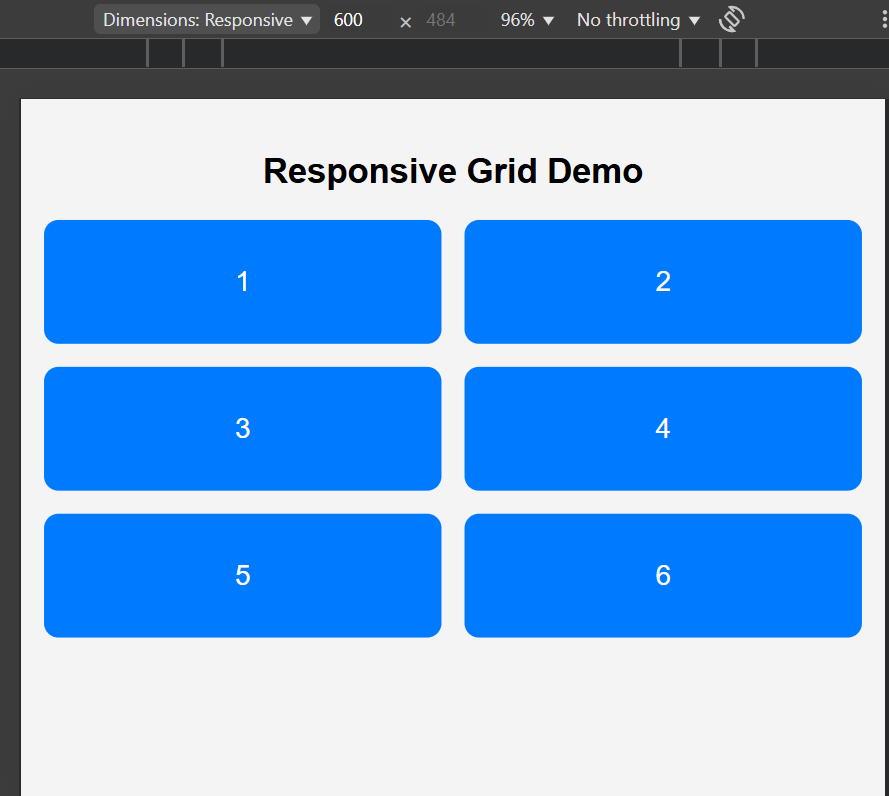 Dimensions: Responsive ▼ 600 × 484 96% ▼ No throttling ▼
Responsive Grid Demo
1 2
3 4
5 6